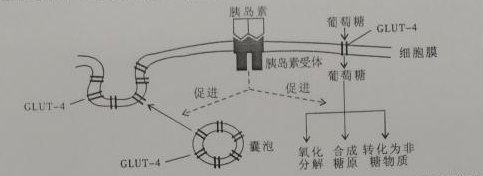 胰岛素
葡萄糖
GLUT-4
细胞膜
胰岛素受体
葡萄糖
促进
促进
GLUT-4
囊泡
GLUT-4
氧化
分解
合成
糖原
转化为非
糖物质